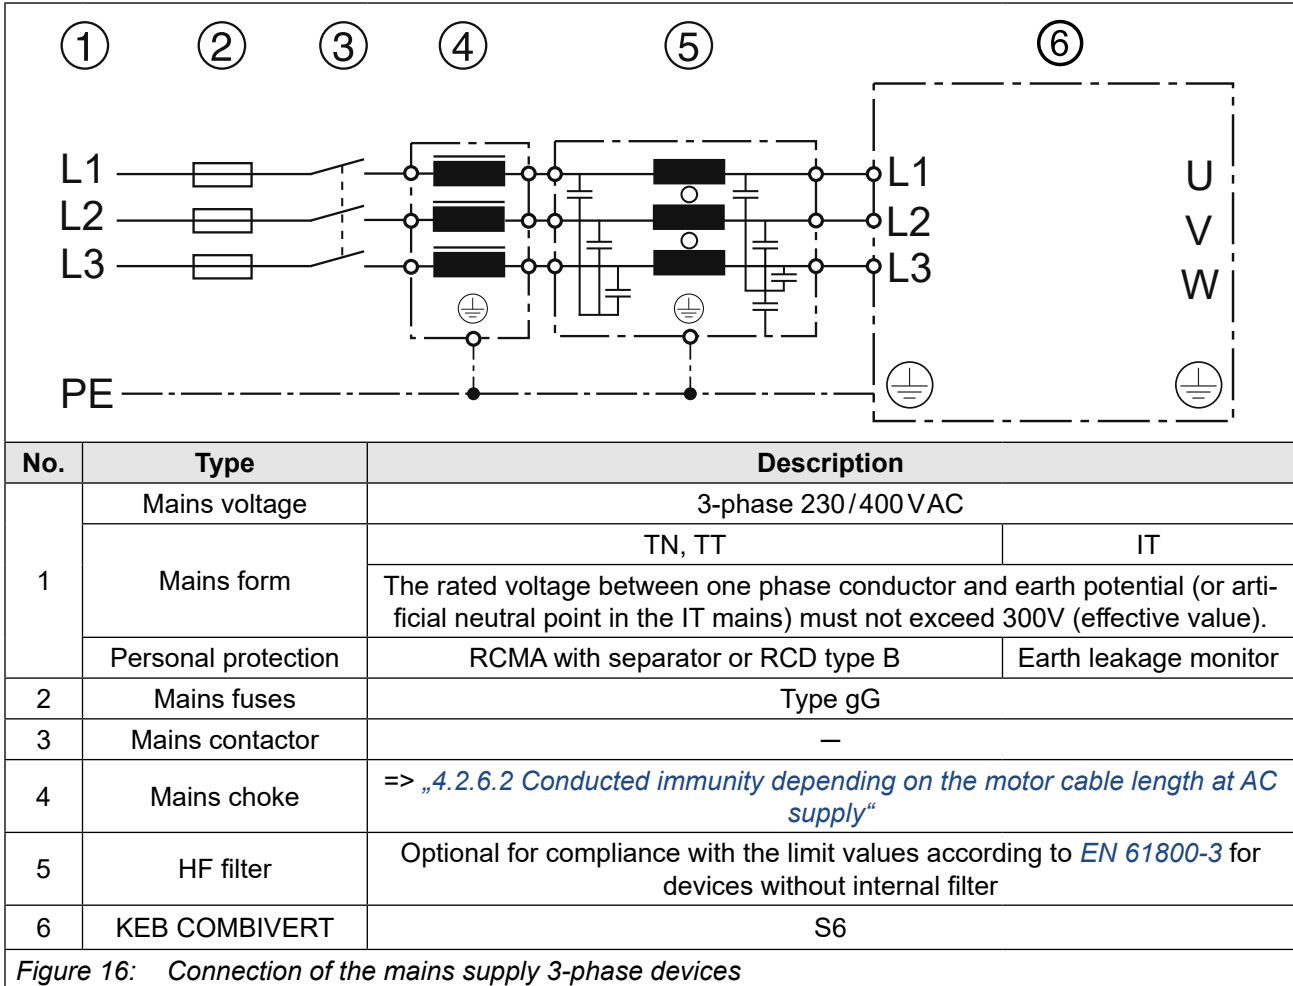 1 2 3 4 5 6
L1 L1 U
L2 L2 V
L3 L3 W
PE
No. Type Description
1 Mains voltage 3-phase 230/400VAC
Mains form TN, TT IT
The rated voltage between one phase conductor and earth potential (or arti-
ficial neutral point in the IT mains) must not exceed 300V (effective value).
Personal protection RCMA with separator or RCD type B Earth leakage monitor
2 Mains fuses Type gG
3 Mains contactor –
4 Mains choke => „4.2.6.2 Conducted immunity depending on the motor cable length at AC
supply“
5 HF filter Optional for compliance with the limit values according to EN 61800-3 for
devices without internal filter
6 KEB COMBIVERT S6
Figure 16: Connection of the mains supply 3-phase devices